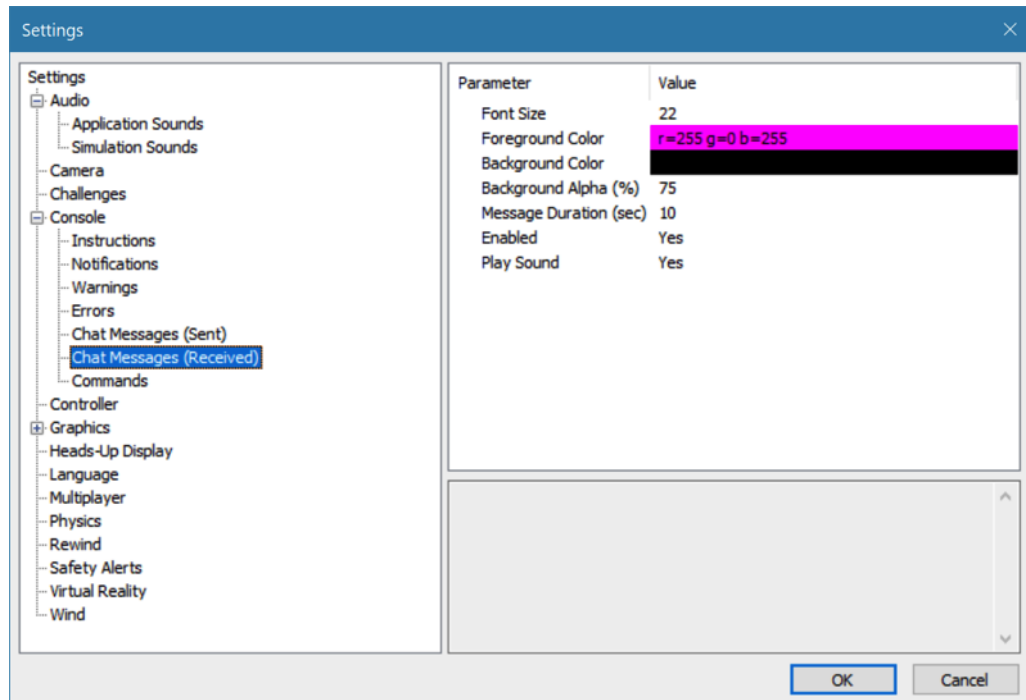 Settings
Settings
Audio
Application Sounds
Simulation Sounds
Camera
Challenges
Console
Instructions
Notifications
Warnings
Errors
Chat Messages (Sent)
Chat Messages (Received)
Commands
Controller
Graphics
Heads-Up Display
Language
Multiplayer
Physics
Rewind
Safety Alerts
Virtual Reality
Wind
Parameter Value
Font Size 22
Foreground Color r=255 g=0 b=255
Background Color
Background Alpha (%) 75
Message Duration (sec) 10
Enabled Yes
Play Sound Yes
OK Cancel